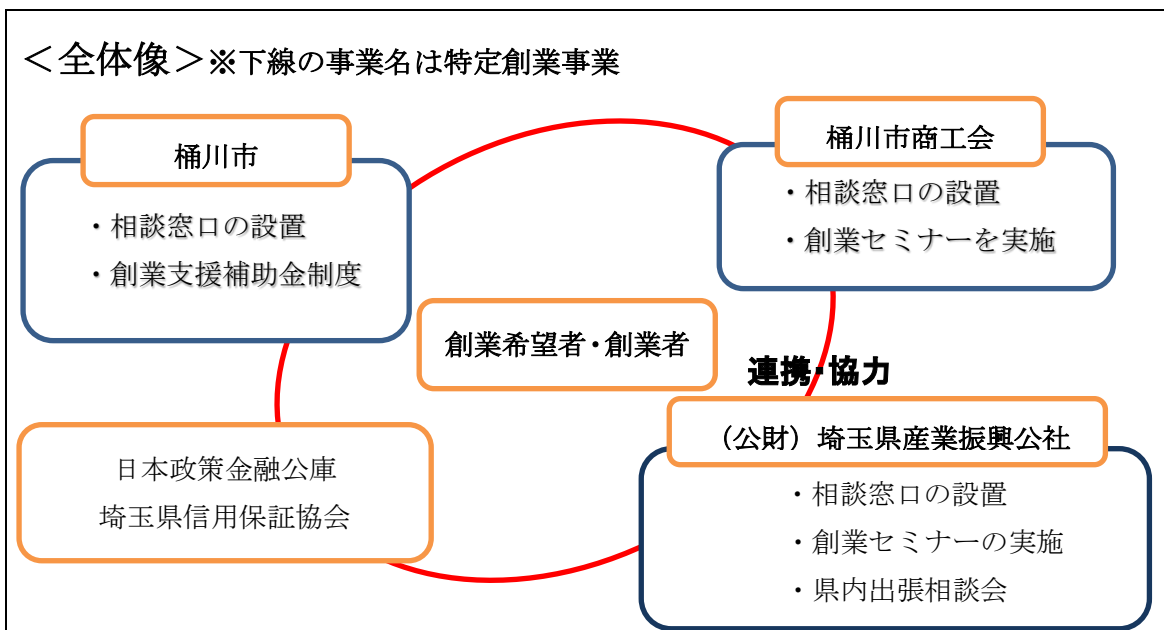 ＜全体像＞※下線の事業名は特定創業事業
桶川市
・相談窓口の設置
・創業支援補助金制度
桶川市商工会
・相談窓口の設置
・創業セミナーを実施
創業希望者・創業者
連携・協力
日本政策金融公庫
埼玉県信用保証協会
（公財）埼玉県産業振興公社
・相談窓口の設置
・創業セミナーの実施
・県内出張相談会